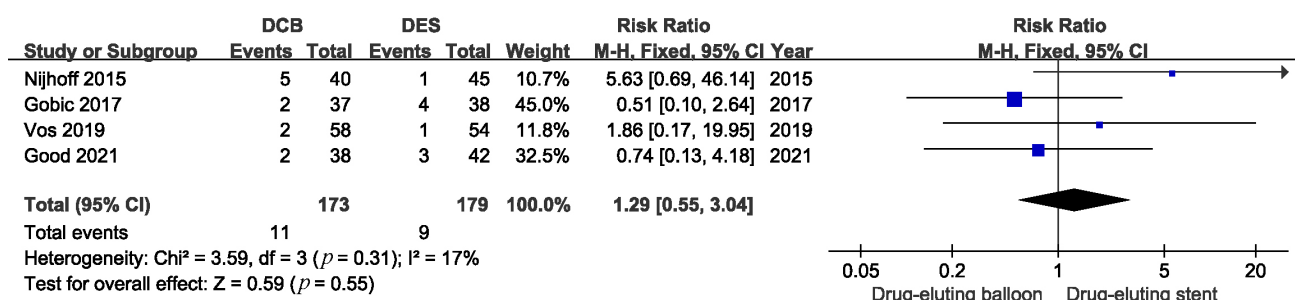 DCB DES Risk Ratio Risk Ratio
Study or Subgroup Events Total Events Total Weight M-H, Fixed, 95% CI Year M-H, Fixed, 95% CI
Nijhoff 2015 5 40 1 45 10.7% 5.63 [0.69, 46.14] 2015
Gobic 2017 2 37 4 38 45.0% 0.51 [0.10, 2.64] 2017
Vos 2019 2 58 1 54 11.8% 1.86 [0.17, 19.95] 2019
Good 2021 2 38 3 42 32.5% 0.74 [0.13, 4.18] 2021
Total (95% CI) 173 179 100.0% 1.29 [0.55, 3.04]
Total events 11 9
Heterogeneity: Chi² = 3.59, df = 3 (p = 0.31); I² = 17%
Test for overall effect: Z = 0.59 (p = 0.55)
0.05 0.2 1 5 20
Drug-eluting balloon Drug-eluting stent